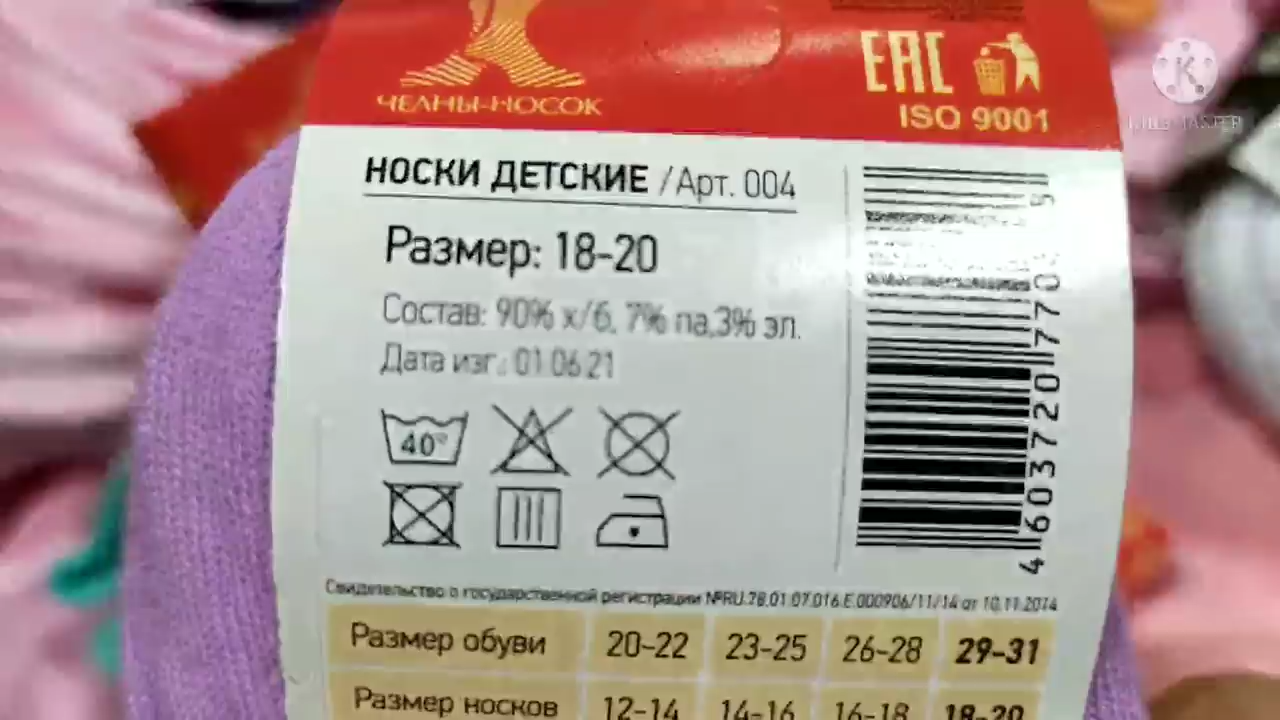 ЧЕЛНЫ-НОСОК
EAC
ISO 9001
НОСКИ ДЕТСКИЕ /Арт. 004
Размер: 18-20
Состав: 90% х/б, 7% па,3% эл.
Дата изг.: 01 06 21
40°
Свидетельство о государственной регистрации №RU.78.01.07.016.Е.000906/11/14 от 10.11.2014
Размер обуви 20-22 23-25 26-28 29-31
Размер носков 12-14 14-16 16-18 18-20
K
KINEMASTER